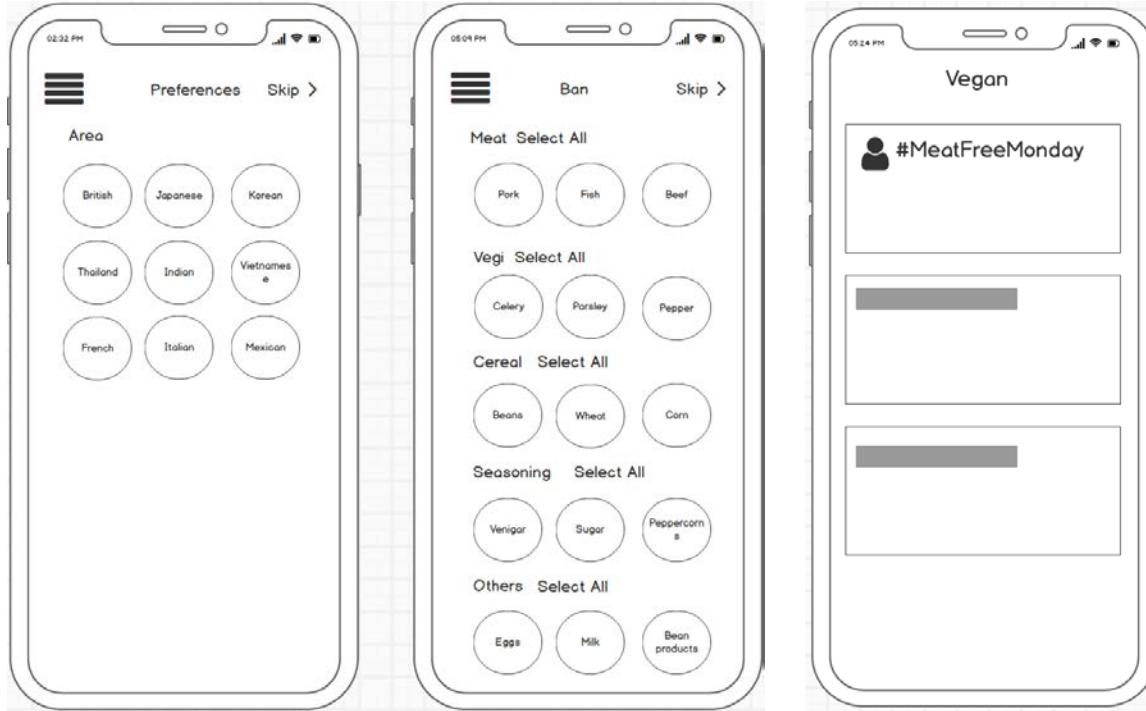 02:32 PM
Preferences Skip >
Area
British Japanese Korean
Thailand Indian Vietnames
e
French Italian Mexican
05:09 PM
Ban Skip >
Meat Select All
Pork Fish Beef
Vegi Select All
Celery Parsley Pepper
Cereal Select All
Beans Wheat Corn
Seasoning Select All
Venigar Sugar Peppercorn
s
Others Select All
Eggs Milk Bean
products
05:24 PM
Vegan
#MeatFreeMonday